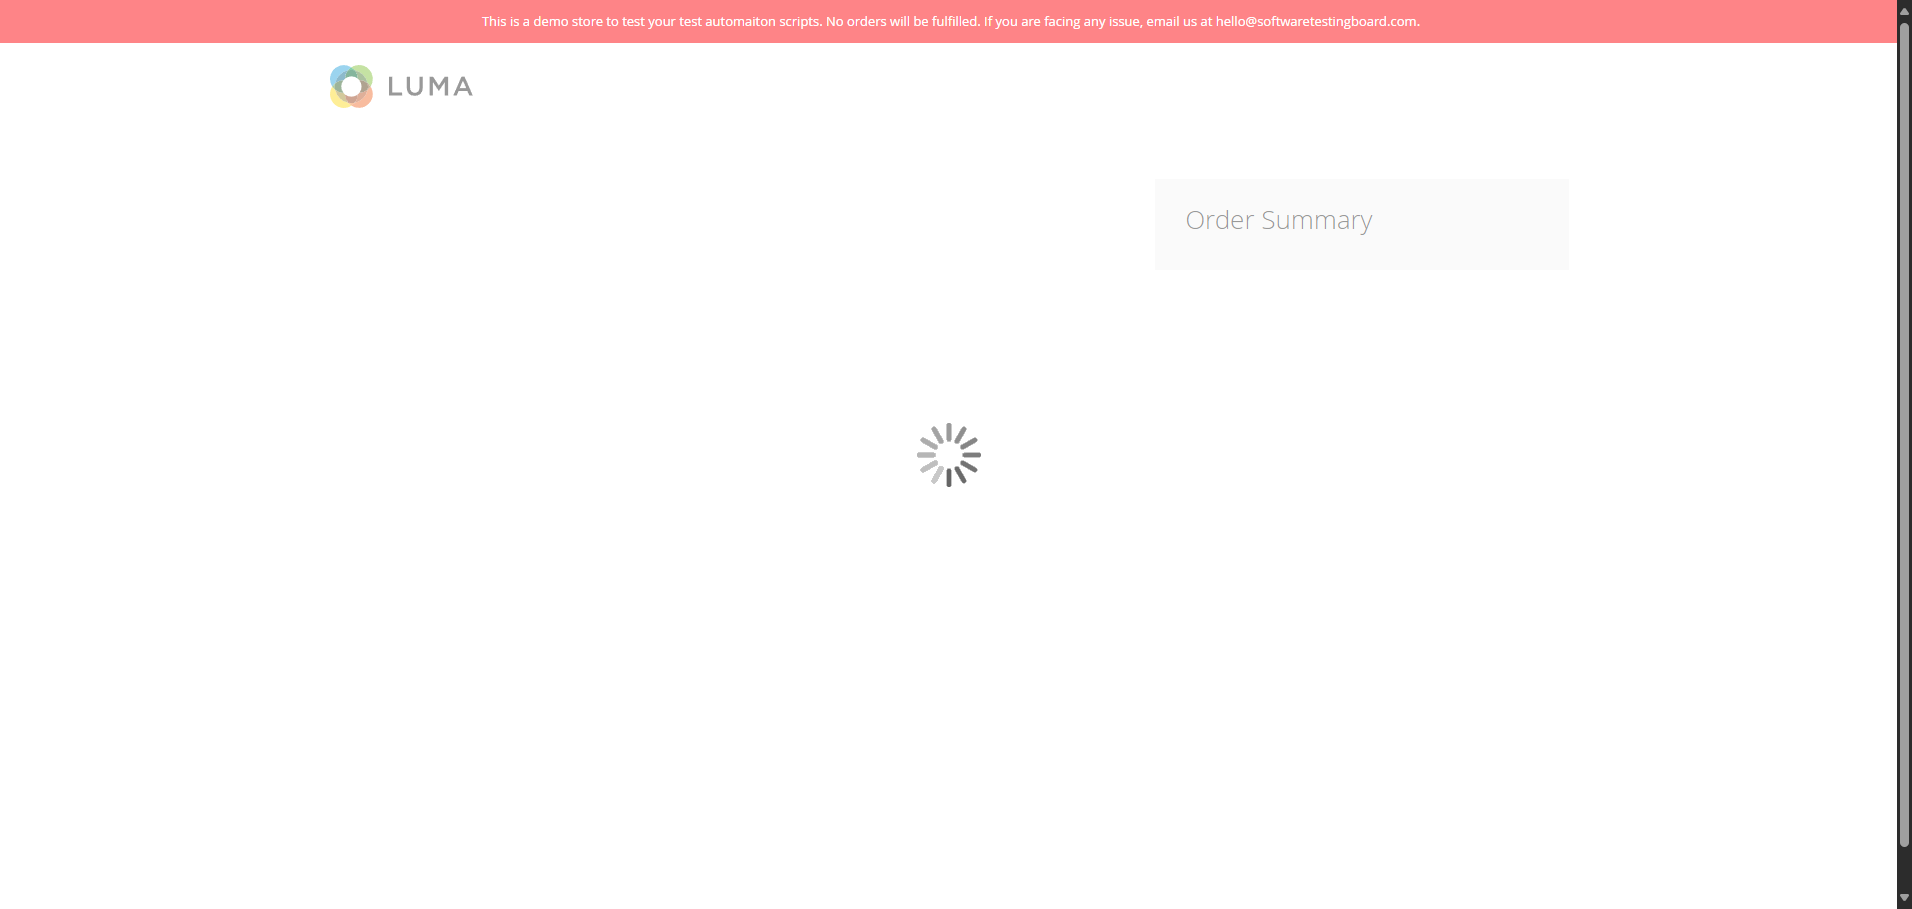 This is a demo store to test your test automaiton scripts. No orders will be fulfilled. If you are facing any issue, email us at hello@softwaretestingboard.com.
LUMA
Order Summary